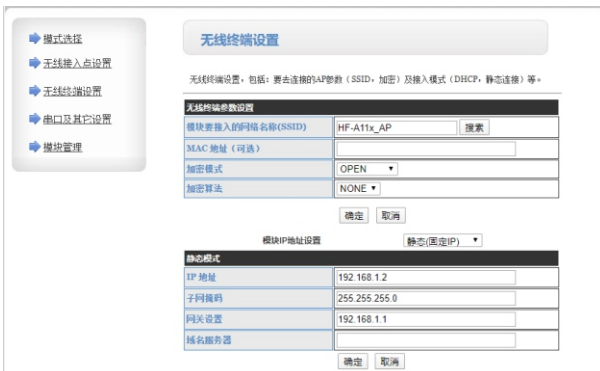 模式选择
无线接入点设置
无线终端设置
串口及其它设置
模块管理
无线终端设置
无线终端设置，包括：要去连接的AP参数（SSID，加密）及接入模式（DHCP，静态连接）等。
无线终端参数设置
模块要接入的网络名称(SSID) HF-A11x_AP 搜索
MAC 地址（可选）
加密模式 OPEN
加密算法 NONE
确定 取消
模块IP地址设置 静态(固定IP)
静态模式
IP 地址 192.168.1.2
子网掩码 255.255.255.0
网关设置 192.168.1.1
域名服务器
确定 取消